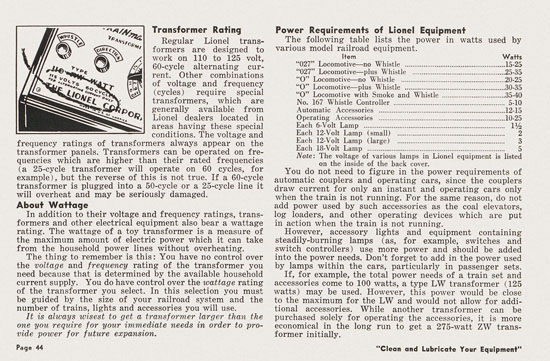 WHISTLE
DIRECTION
TRANSFORM
TYPE
WATT
115 VOLTS
60 CYCLE
THE LIONEL CORPOR
Transformer Rating
Regular Lionel trans-
formers are designed to
work on 110 to 125 volt,
60-cycle alternating cur-
rent. Other combinations
of voltage and frequency
(cycles) require special
transformers, which are
generally available from
Lionel dealers located in
areas having these special
conditions. The voltage and
frequency ratings of transformers always appear on the
transformer panels. Transformers can be operated on fre-
quencies which are higher than their rated frequencies
(a 25-cycle transformer will operate on 60 cycles, for
example), but the reverse of this is not true. If a 60-cycle
transformer is plugged into a 50-cycle or a 25-cycle line it
will overheat and may be seriously damaged.
About Wattage
In addition to their voltage and frequency ratings, trans-
formers and other electrical equipment also bear a wattage
rating. The wattage of a toy transformer is a measure of
the maximum amount of electric power which it can take
from the household power lines without overheating.
The thing to remember is this: You have no control over
the voltage and frequency rating of the transformer you
need because that is determined by the available household
current supply. You do have control over the wattage rating
of the transformer you select. In this selection you must
be guided by the size of your railroad system and the
number of trains, lights and accessories you will use.
It is always wisest to get a transformer larger than the
one you require for your immediate needs in order to pro-
vide power for future expansion.
Page 44
Power Requirements of Lionel Equipment
The following table lists the power in watts used by
various model railroad equipment.
Item Watts
"027" Locomotive—no Whistle 15-25
"027" Locomotive—plus Whistle 25-35
"O" Locomotive—no Whistle 20-25
"O" Locomotive—plus Whistle 30-35
"O" Locomotive with Smoke and Whistle 35-40
No. 167 Whistle Controller 5-10
Automatic Accessories 12-15
Operating Accessories 10-25
Each 6-Volt Lamp 1½
Each 12-Volt Lamp (small) 2
Each 12-Volt Lamp (large) 3
Each 18-Volt Lamp 5
Note: The voltage of various lamps in Lionel equipment is listed
on the inside of the back cover.
You do not need to figure in the power requirements of
automatic couplers and operating cars, since the couplers
draw current for only an instant and operating cars only
when the train is not running. For the same reason, do not
add power used by such accessories as the coal elevators,
log loaders, and other operating devices which are put
in action when the train is not running.
However, accessory lights and equipment containing
steadily-burning lamps (as, for example, switches and
switch controllers) use more power and should be added
into the power needs. Don't forget to add in the power used
by lamps within the cars, particularly in passenger sets.
If, for example, the total power needs of a train set and
accessories come to 100 watts, a type LW transformer (125
watts) may be used. However, this power would be close
to the maximum for the LW and would not allow for addi-
tional accessories. While another transformer can be
purchased solely for operating the accessories, it is more
economical in the long run to get a 275-watt ZW trans-
former initially.
"Clean and Lubricate Your Equipment"